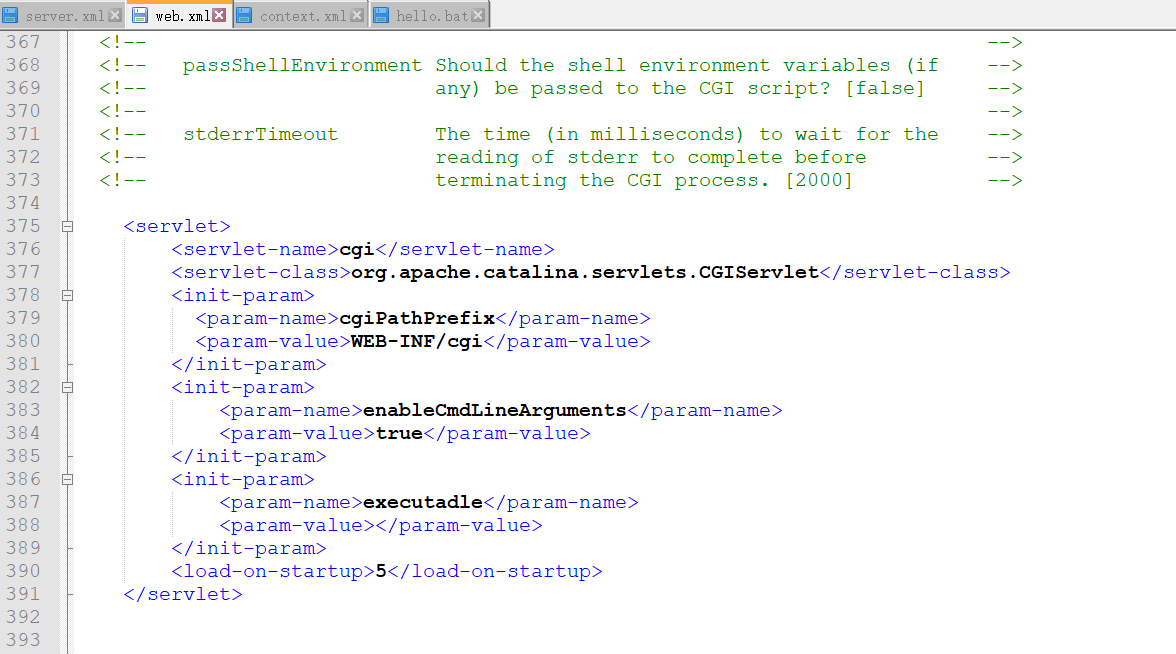 server.xml web.xml context.xml hello.bat
367 <!-- -->
368 <!-- passShellEnvironment Should the shell environment variables (if -->
369 <!-- any) be passed to the CGI script? [false] -->
370 <!-- -->
371 <!-- stderrTimeout The time (in milliseconds) to wait for the -->
372 <!-- reading of stderr to complete before -->
373 <!-- terminating the CGI process. [2000] -->
374
375 <servlet>
376 <servlet-name>cgi</servlet-name>
377 <servlet-class>org.apache.catalina.servlets.CGIServlet</servlet-class>
378 <init-param>
379 <param-name>cgiPathPrefix</param-name>
380 <param-value>WEB-INF/cgi</param-value>
381 </init-param>
382 <init-param>
383 <param-name>enableCmdLineArguments</param-name>
384 <param-value>true</param-value>
385 </init-param>
386 <init-param>
387 <param-name>executadle</param-name>
388 <param-value></param-value>
389 </init-param>
390 <load-on-startup>5</load-on-startup>
391 </servlet>
392
393